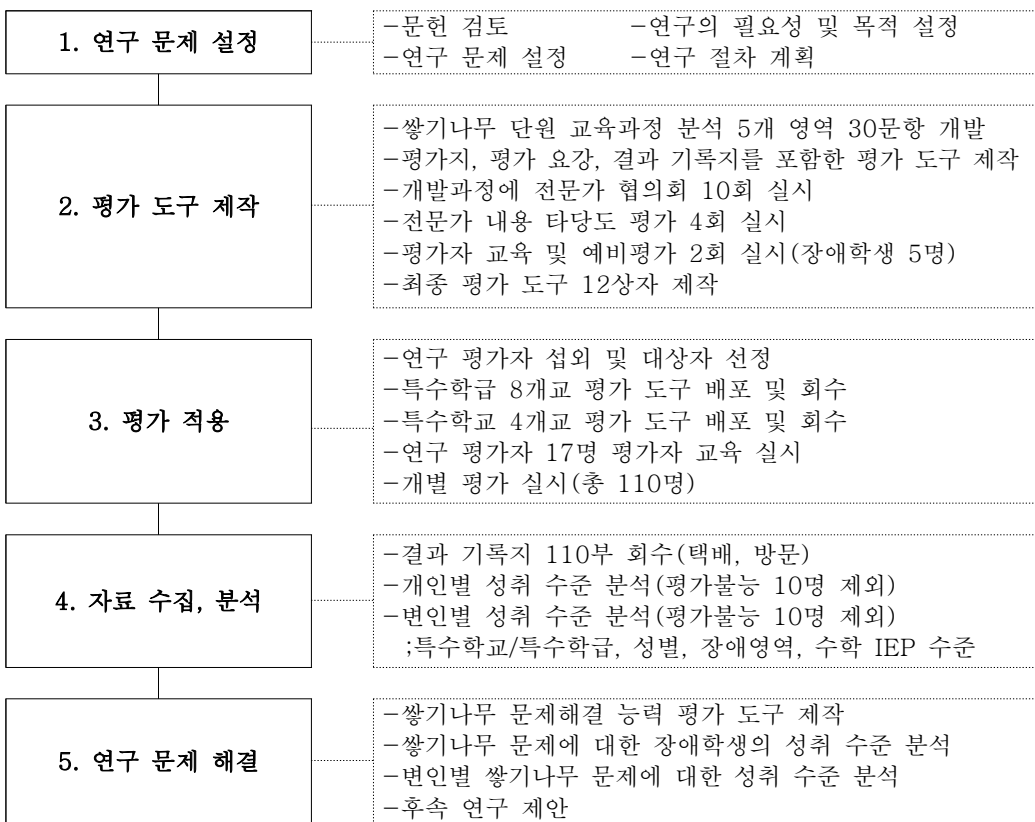 1. 연구 문제 설정
-문헌 검토 -연구의 필요성 및 목적 설정
-연구 문제 설정 -연구 절차 계획
2. 평가 도구 제작
-쌓기나무 단원 교육과정 분석 5개 영역 30문항 개발
-평가지, 평가 요강, 결과 기록지를 포함한 평가 도구 제작
-개발과정에 전문가 협의회 10회 실시
-전문가 내용 타당도 평가 4회 실시
-평가자 교육 및 예비평가 2회 실시(장애학생 5명)
-최종 평가 도구 12상자 제작
3. 평가 적용
-연구 평가자 섭외 및 대상자 선정
-특수학급 8개교 평가 도구 배포 및 회수
-특수학교 4개교 평가 도구 배포 및 회수
-연구 평가자 17명 평가자 교육 실시
-개별 평가 실시(총 110명)
4. 자료 수집, 분석
-결과 기록지 110부 회수(택배, 방문)
-개인별 성취 수준 분석(평가불능 10명 제외)
-변인별 성취 수준 분석(평가불능 10명 제외)
;특수학교/특수학급, 성별, 장애영역, 수학 IEP 수준
5. 연구 문제 해결
-쌓기나무 문제해결 능력 평가 도구 제작
-쌓기나무 문제에 대한 장애학생의 성취 수준 분석
-변인별 쌓기나무 문제에 대한 성취 수준 분석
-후속 연구 제안